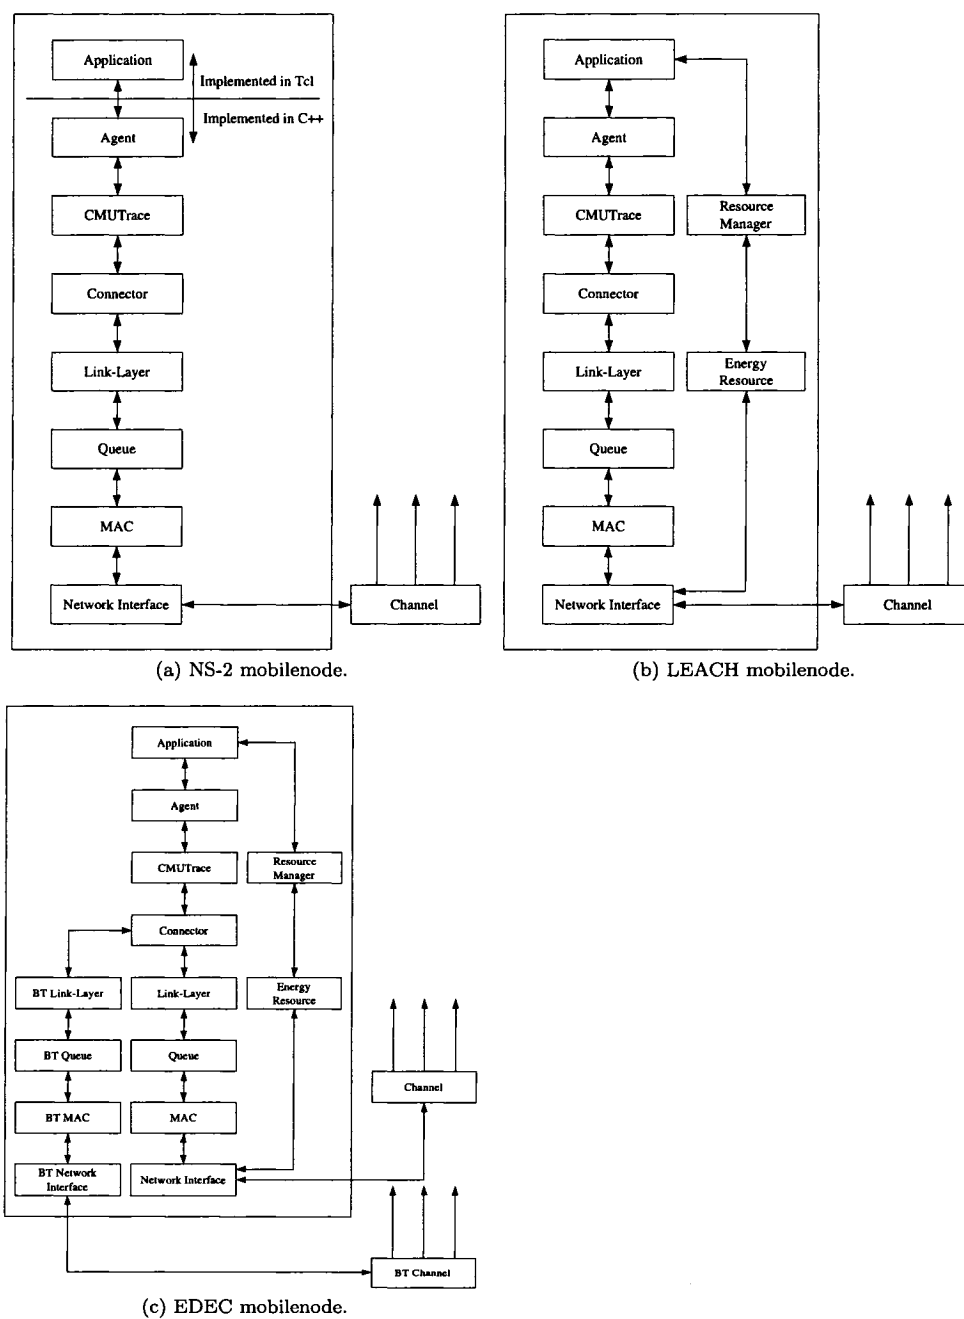 Application
Implemented in Tcl
Implemented in C++
Agent
CMUTrace
Connector
Link-Layer
Queue
MAC
Network Interface
Channel
(a) NS-2 mobilenode.
Application
Agent
CMUTrace
Resource
Manager
Connector
Link-Layer
Energy
Resource
Queue
MAC
Network Interface
Channel
(b) LEACH mobilenode.
Application
Agent
CMUTrace
Resource
Manager
Connector
BT Link-Layer
Link-Layer
Energy
Resource
BT Queue
Queue
Channel
BT MAC
MAC
BT Network
Interface
Network Interface
BT Channel
(c) EDEC mobilenode.